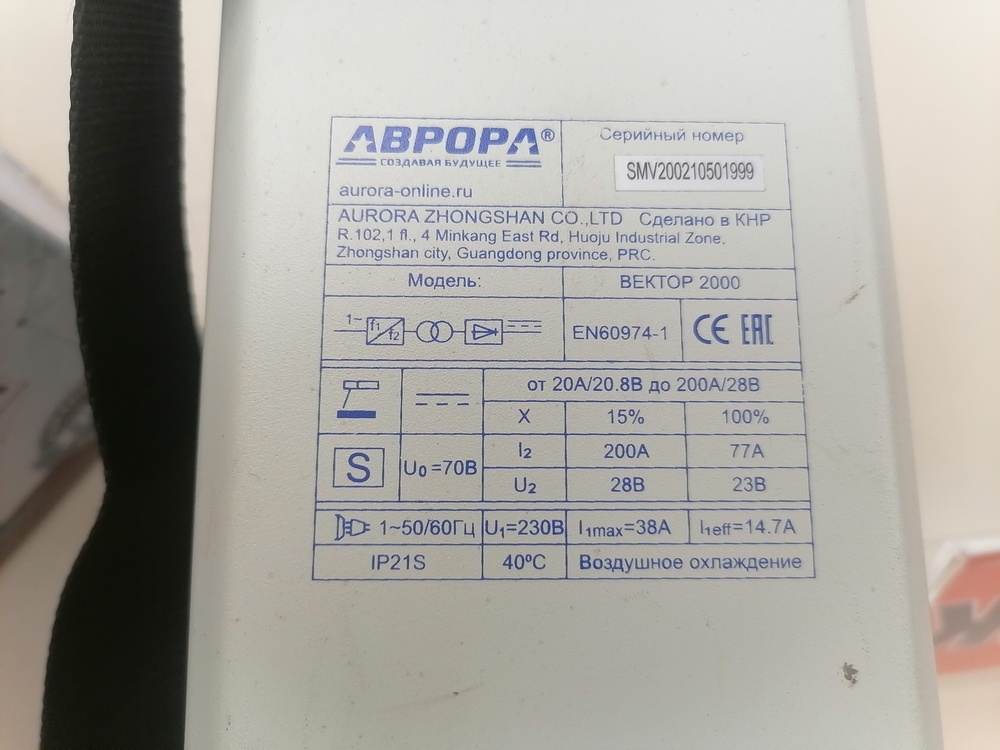 АВРОРА®
СОЗДАВАЯ БУДУЩЕЕ
aurora-online.ru
Серийный номер
SMV200210501999
AURORA ZHONGSHAN CO.,LTD Сделано в КНР
R.102,1 fl., 4 Minkang East Rd, Huoju Industrial Zone,
Zhongshan city, Guangdong province, PRC.
Модель: ВЕКТОР 2000
1~ f1 f2 EN60974-1 CE EAC
от 20А/20.8В до 200А/28В
X 15% 100%
S U₀=70В
I₂ 200А 77А
U₂ 28В 23В
1~50/60Гц U₁=230В I₁max=38А I₁eff=14.7А
IP21S 40ºC Воздушное охлаждение